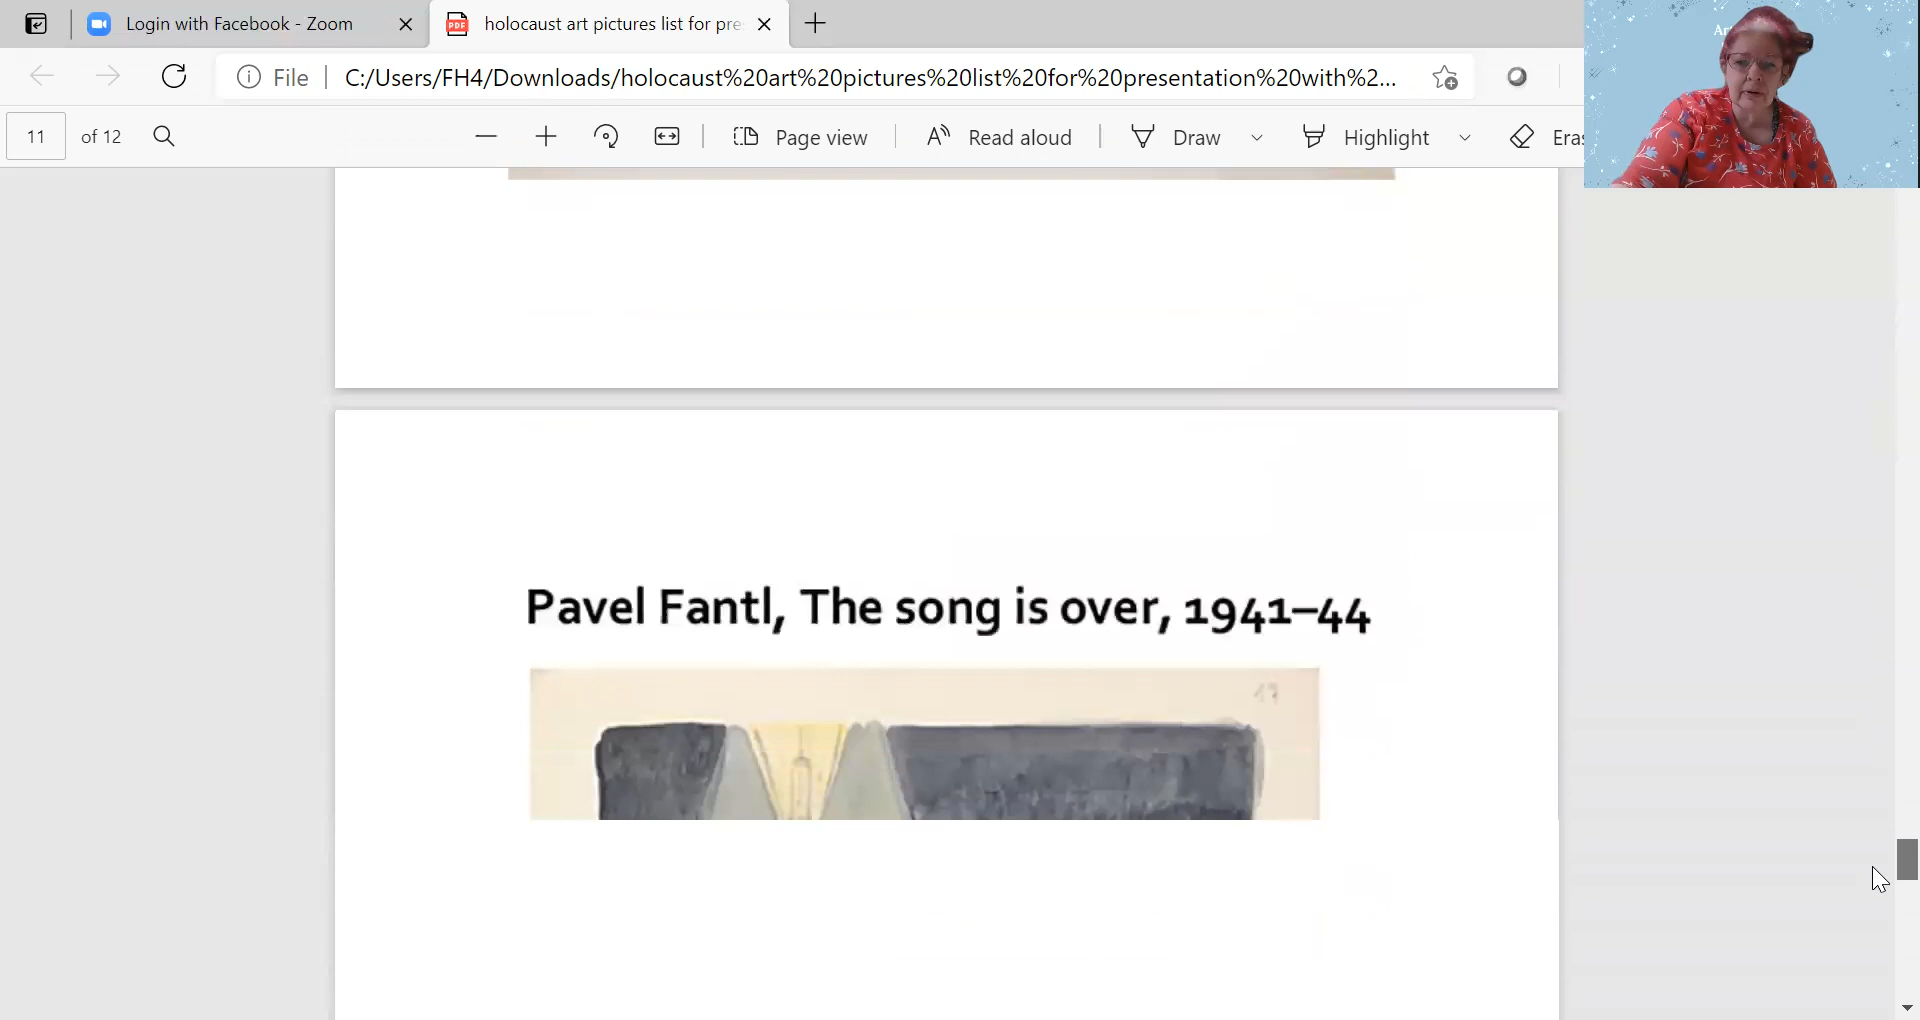 Login with Facebook - Zoom
holocaust art pictures list for pre
File
C:/Users/FH4/Downloads/holocaust%20art%20pictures%20list%20for%20presentation%20with%2...
11 of 12
Page view
Read aloud
Draw
Highlight
Eras
Pavel Fantl, The song is over, 1941–44